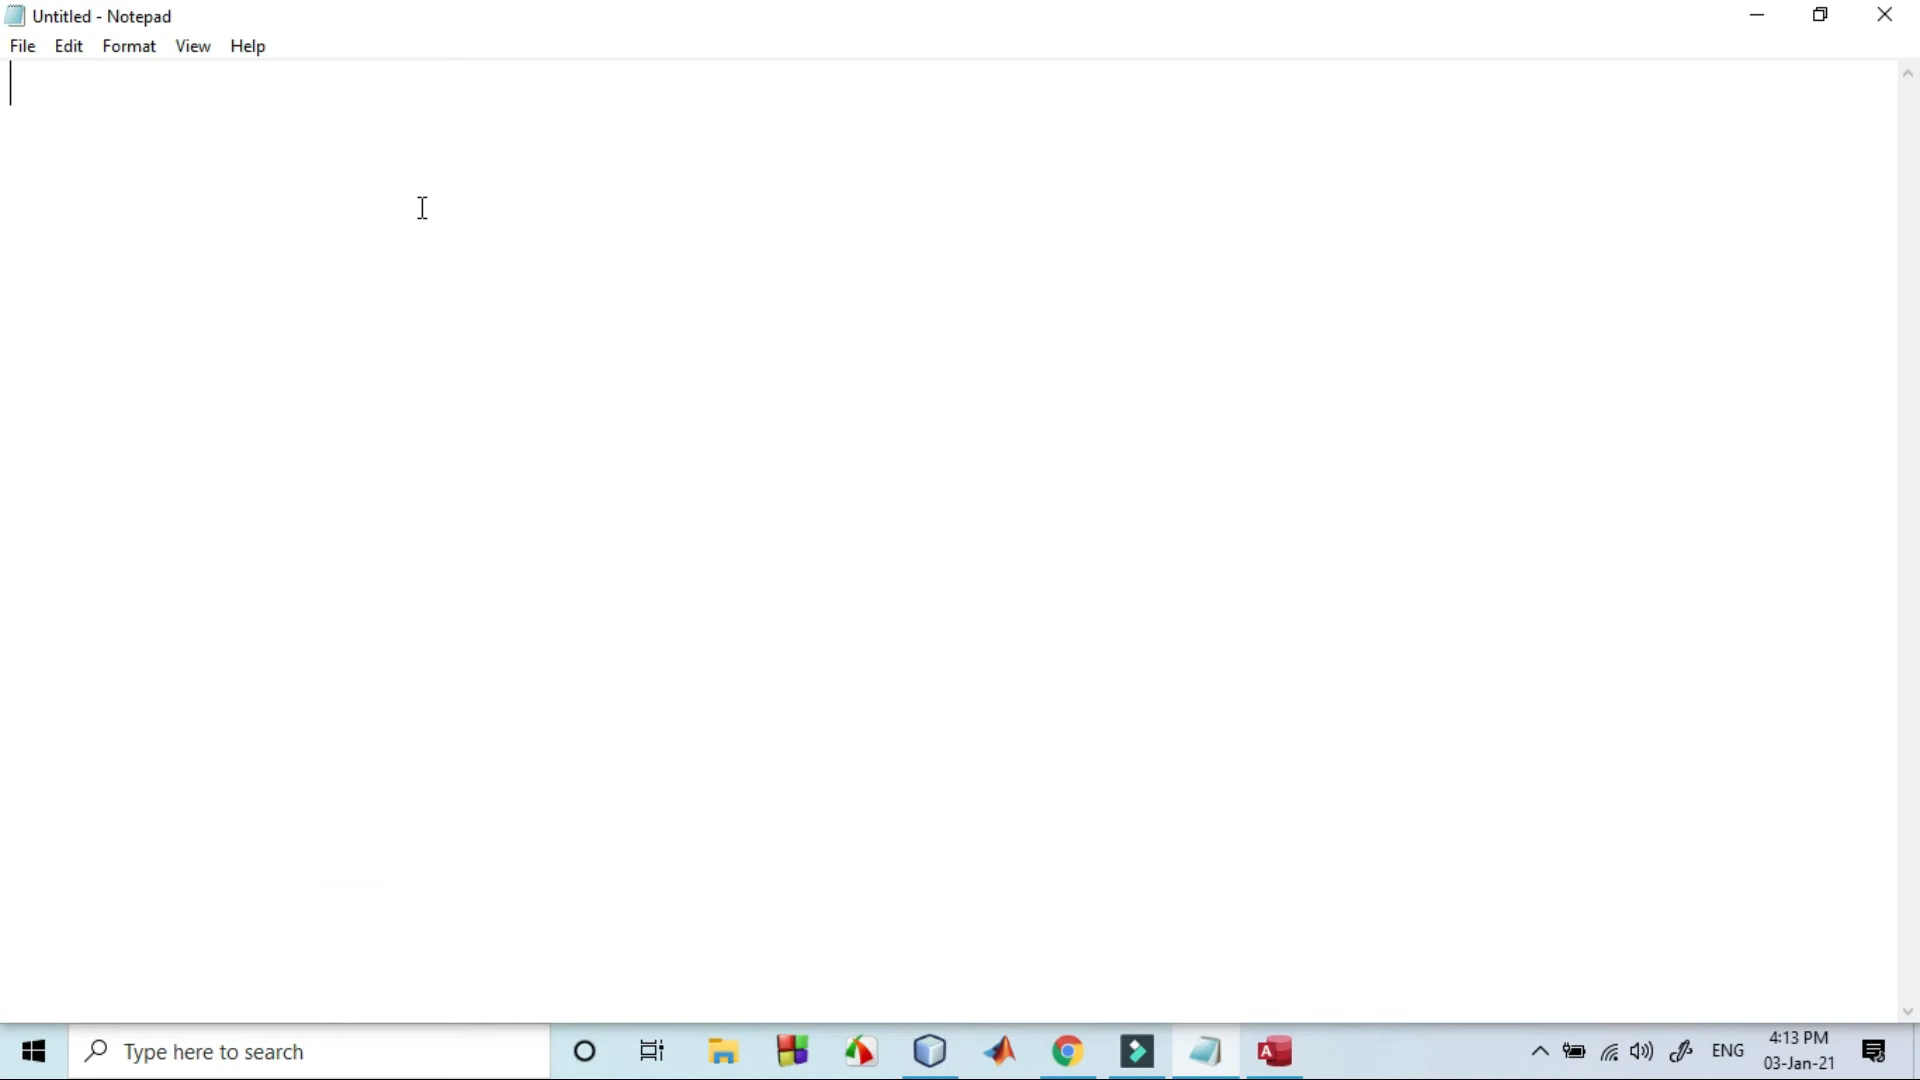 Untitled - Notepad
File Edit Format View Help
Type here to search
A
ENG
4:13 PM
03-Jan-21